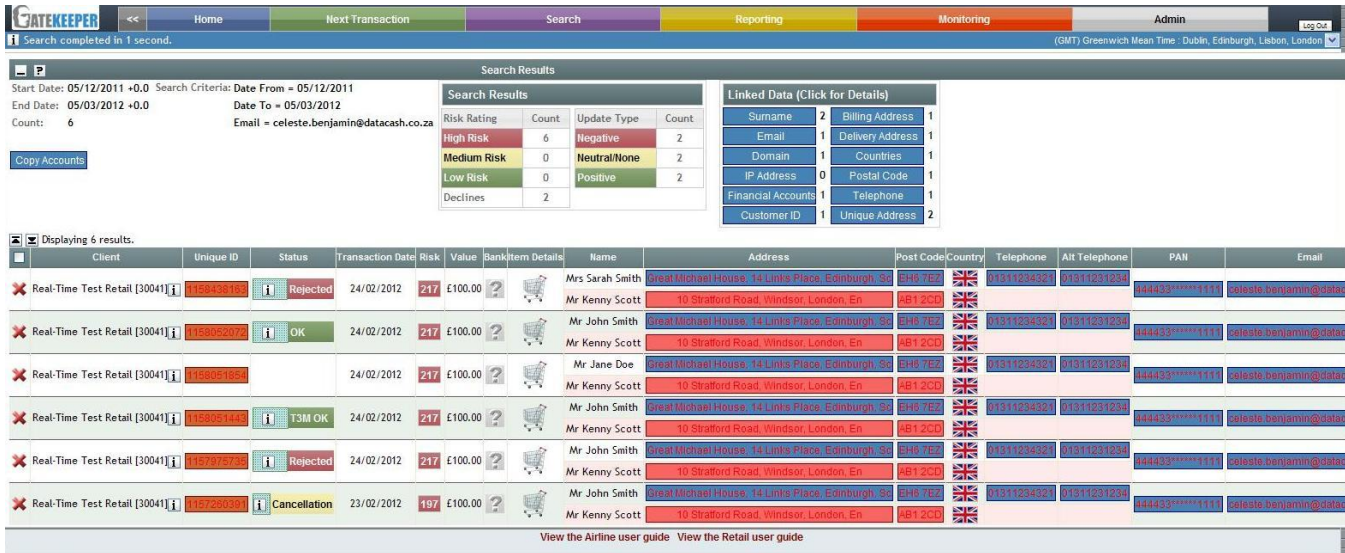 GATEKEEPER << Home Next Transaction Search Reporting Monitoring Admin Log Out
i Search completed in 1 second. (GMT) Greenwich Mean Time : Dublin, Edinburgh, Lisbon, London
? Search Results
Start Date: 05/12/2011 +0.0 Search Criteria: Date From = 05/12/2011
End Date: 05/03/2012 +0.0 Date To = 05/03/2012
Count: 6 Email = celeste.benjamin@datacash.co.za
Copy Accounts
Search Results
Risk Rating Count Update Type Count
High Risk 6 Negative 2
Medium Risk 0 Neutral/None 2
Low Risk 0 Positive 2
Declines 2
Linked Data (Click for Details)
Surname 2 Billing Address 1
Email 1 Delivery Address 1
Domain 1 Countries 1
IP Address 0 Postal Code 1
Financial Accounts 1 Telephone 1
Customer ID 1 Unique Address 2
Displaying 6 results.
Client Unique ID Status Transaction Date Risk Value Bank Item Details Name Address Post Code Country Telephone Alt Telephone PAN Email
Real-Time Test Retail [30041] i 1158438163 i Rejected 24/02/2012 217 £100.00 ? Mrs Sarah Smith Great Michael House, 14 Links Place, Edinburgh, Sc EH6 7EZ 01311234321 01311231234 444433******1111 celeste.benjamin@datac
Mr Kenny Scott 10 Stratford Road, Windsor, London, En AB1 2CD
Real-Time Test Retail [30041] i 1158052072 i OK 24/02/2012 217 £100.00 ? Mr John Smith Great Michael House, 14 Links Place, Edinburgh, Sc EH6 7EZ 01311234321 01311231234 444433******1111 celeste.benjamin@datac
Mr Kenny Scott 10 Stratford Road, Windsor, London, En AB1 2CD
Real-Time Test Retail [30041] i 1158051854 24/02/2012 217 £100.00 ? Mr Jane Doe Great Michael House, 14 Links Place, Edinburgh, Sc EH6 7EZ 01311234321 01311231234 444433******1111 celeste.benjamin@datac
Mr Kenny Scott 10 Stratford Road, Windsor, London, En AB1 2CD
Real-Time Test Retail [30041] i 1158051443 i T3M OK 24/02/2012 217 £100.00 ? Mr John Smith Great Michael House, 14 Links Place, Edinburgh, Sc EH6 7EZ 01311234321 01311231234 444433******1111 celeste.benjamin@datac
Mr Kenny Scott 10 Stratford Road, Windsor, London, En AB1 2CD
Real-Time Test Retail [30041] i 1157975735 i Rejected 24/02/2012 217 £100.00 ? Mr John Smith Great Michael House, 14 Links Place, Edinburgh, Sc EH6 7EZ 01311234321 01311231234 444433******1111 celeste.benjamin@datac
Mr Kenny Scott 10 Stratford Road, Windsor, London, En AB1 2CD
Real-Time Test Retail [30041] i 1157260391 i Cancellation 23/02/2012 197 £100.00 ? Mr John Smith Great Michael House, 14 Links Place, Edinburgh, Sc EH6 7EZ 01311234321 01311231234 444433******1111 celeste.benjamin@datac
Mr Kenny Scott 10 Stratford Road, Windsor, London, En AB1 2CD
View the Airline user guide View the Retail user guide